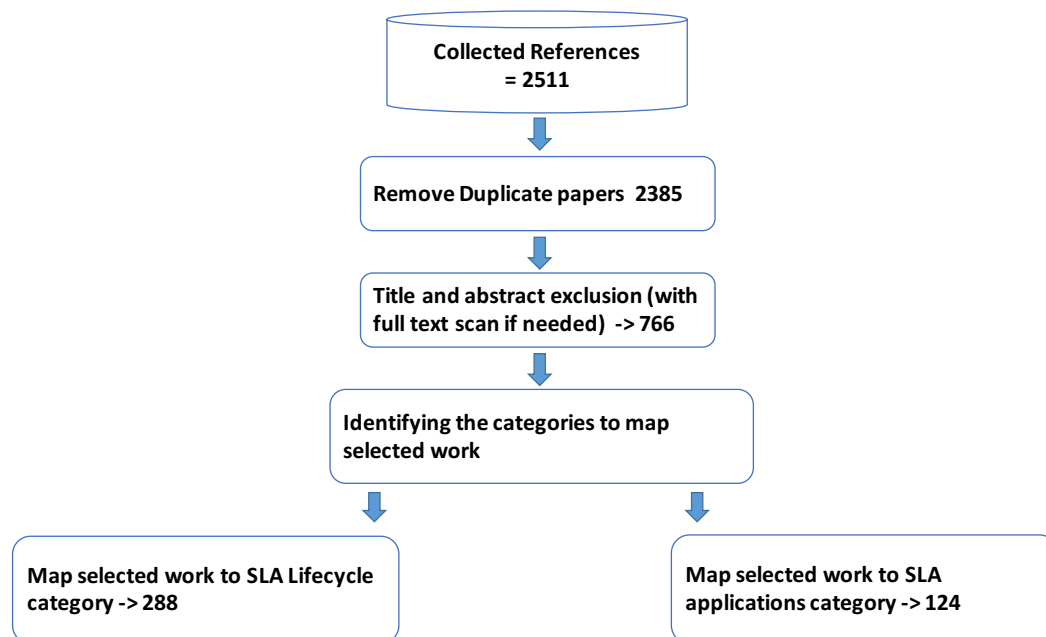 Collected References
= 2511
Remove Duplicate papers 2385
Title and abstract exclusion (with
full text scan if needed) -> 766
Identifying the categories to map
selected work
Map selected work to SLA Lifecycle
category -> 288
Map selected work to SLA
applications category -> 124